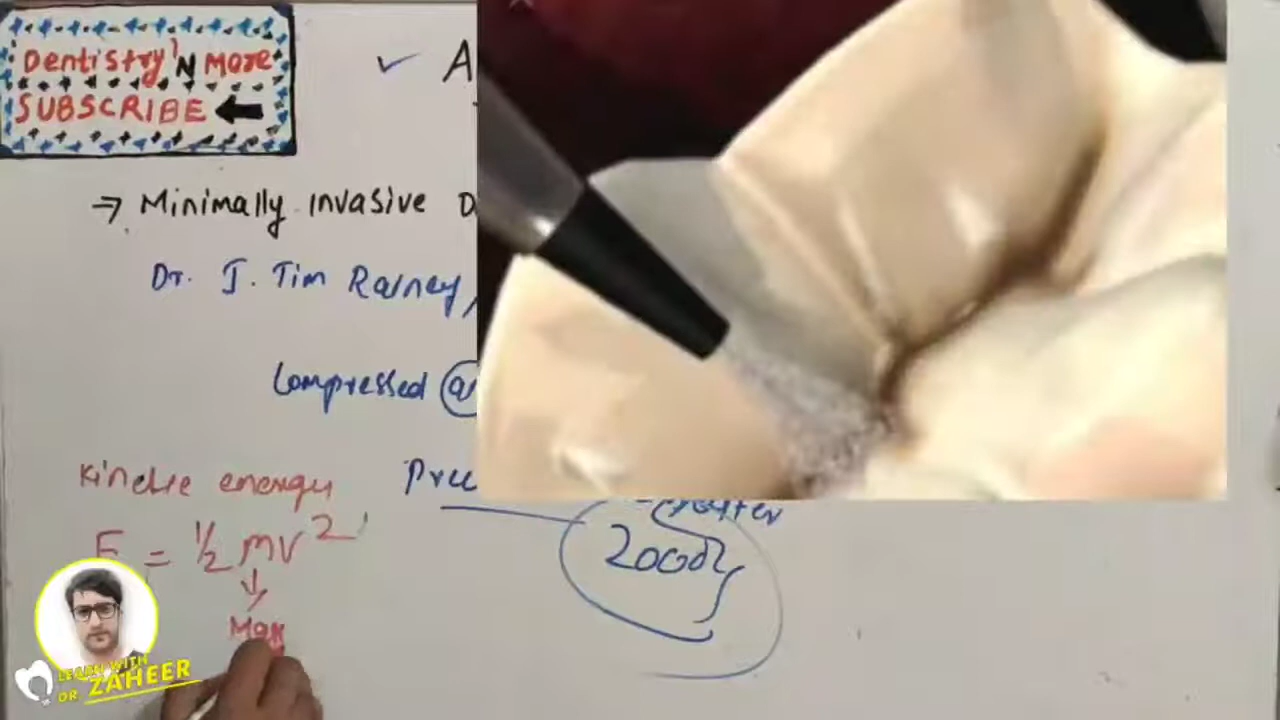 Dentistry'N More
SUBSCRIBE
A
→ Minimally invasive D
Dr. J. Tim Rainey,
Compressed @
Kinetic energy
E = ½ mv²
Mass
2000
LEARN WITH
DR. ZAHEER